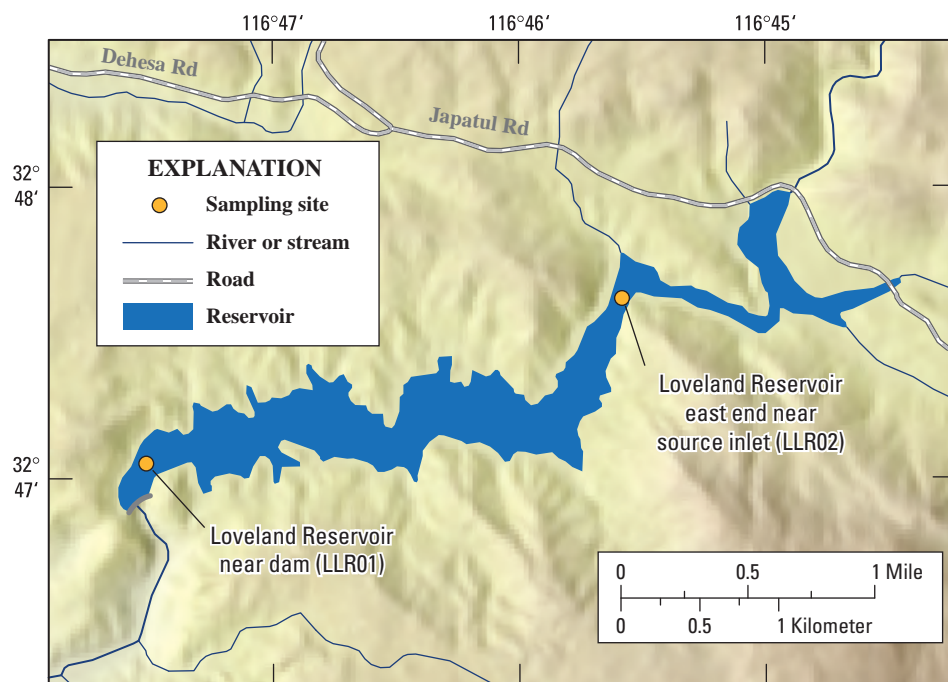 116°47′
116°46′
116°45′
Dehesa Rd
Japatul Rd
32°
48′
EXPLANATION
Sampling site
River or stream
Road
Reservoir
Loveland Reservoir
east end near
source inlet (LLR02)
32°
47′
Loveland Reservoir
near dam (LLR01)
0 0.5 1 Mile
0 0.5 1 Kilometer